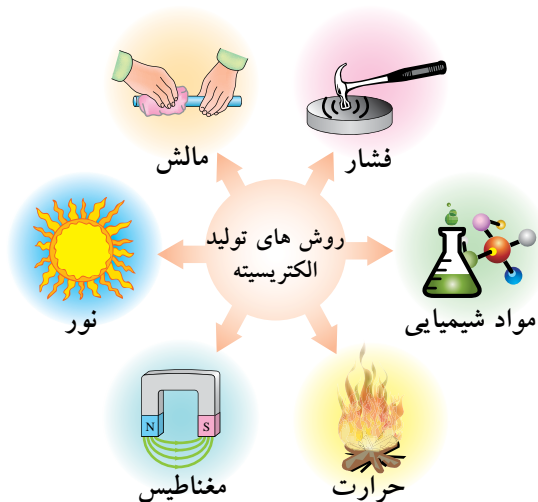 فشار
مالش
روش های تولید
الکتریسیته
مواد شیمیایی
نور
N
S
حرارت
مغناطیس